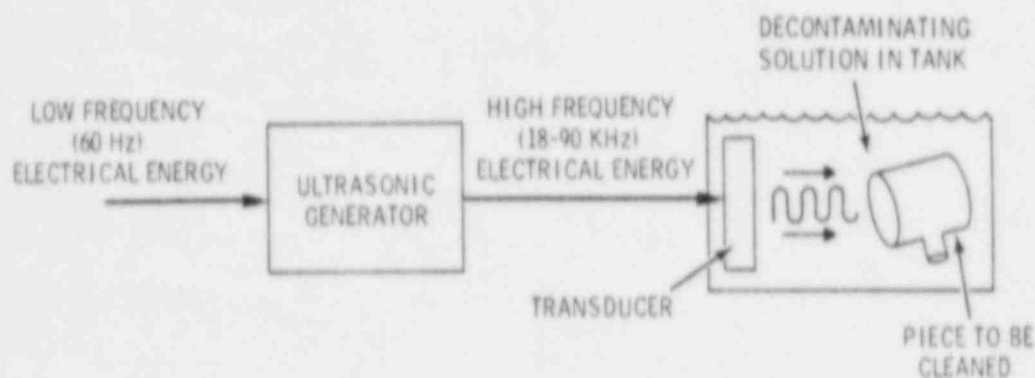 DECONTAMINATING
SOLUTION IN TANK
LOW FREQUENCY
(60 Hz)
ELECTRICAL ENERGY
HIGH FREQUENCY
(18-90 KHz)
ELECTRICAL ENERGY
ULTRASONIC
GENERATOR
TRANSDUCER
PIECE TO BE
CLEANED